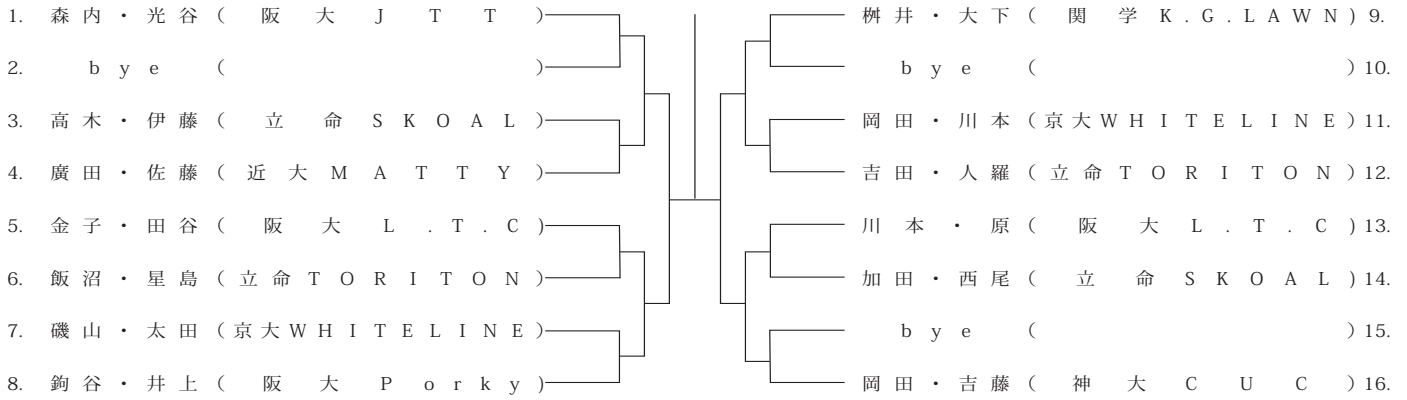 1. 森内・光谷(阪大JTT)
2. bye ( )
3. 高木・伊藤(立命SKOAL)
4. 廣田・佐藤(近大MATTY)
5. 金子・田谷(阪大L.T.C)
6. 飯沼・星島(立命TORITON)
7. 磯山・太田(京大WHITELINE)
8. 鉤谷・井上(阪大Porky)
桝井・大下(関学K.G.LAWN)9.
bye ( )10.
岡田・川本(京大WHITELINE)11.
吉田・人羅(立命TORITON)12.
川本・原(阪大L.T.C)13.
加田・西尾(立命SKOAL)14.
bye ( )15.
岡田・吉藤(神大CUC)16.